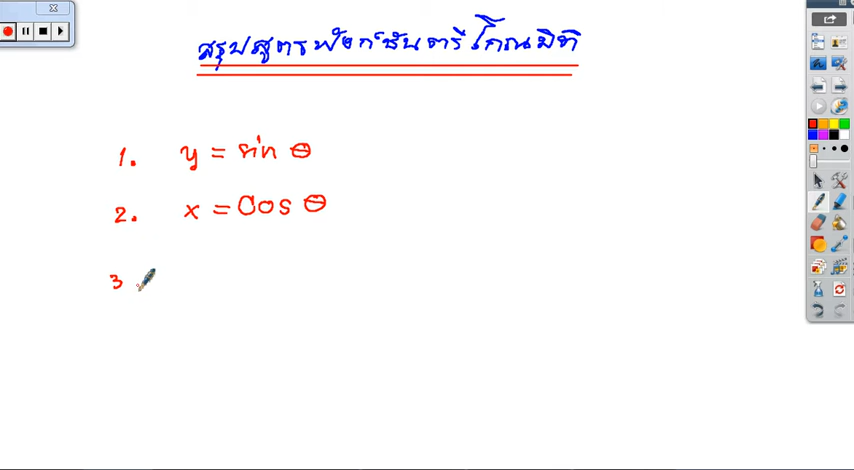 สรุปสูตรฟังก์ชันตรีโกณมิติ
1. y = sin θ
2. x = cos θ
3